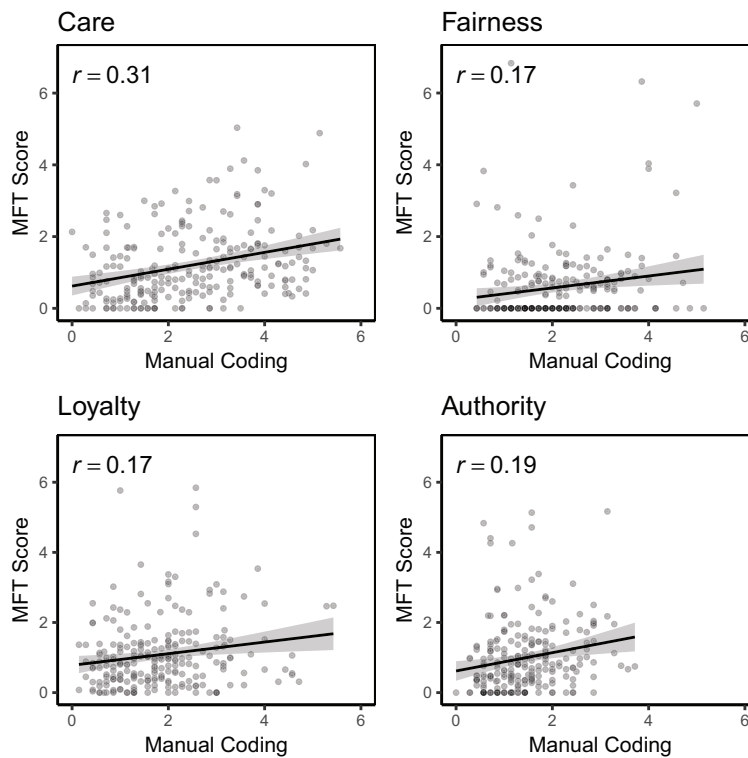 Care
r = 0.31
6
4
2
0
MFT Score
0 2 4 6
Manual Coding
Fairness
r = 0.17
6
4
2
0
MFT Score
0 2 4 6
Manual Coding
Loyalty
r = 0.17
6
4
2
0
MFT Score
0 2 4 6
Manual Coding
Authority
r = 0.19
6
4
2
0
MFT Score
0 2 4 6
Manual Coding